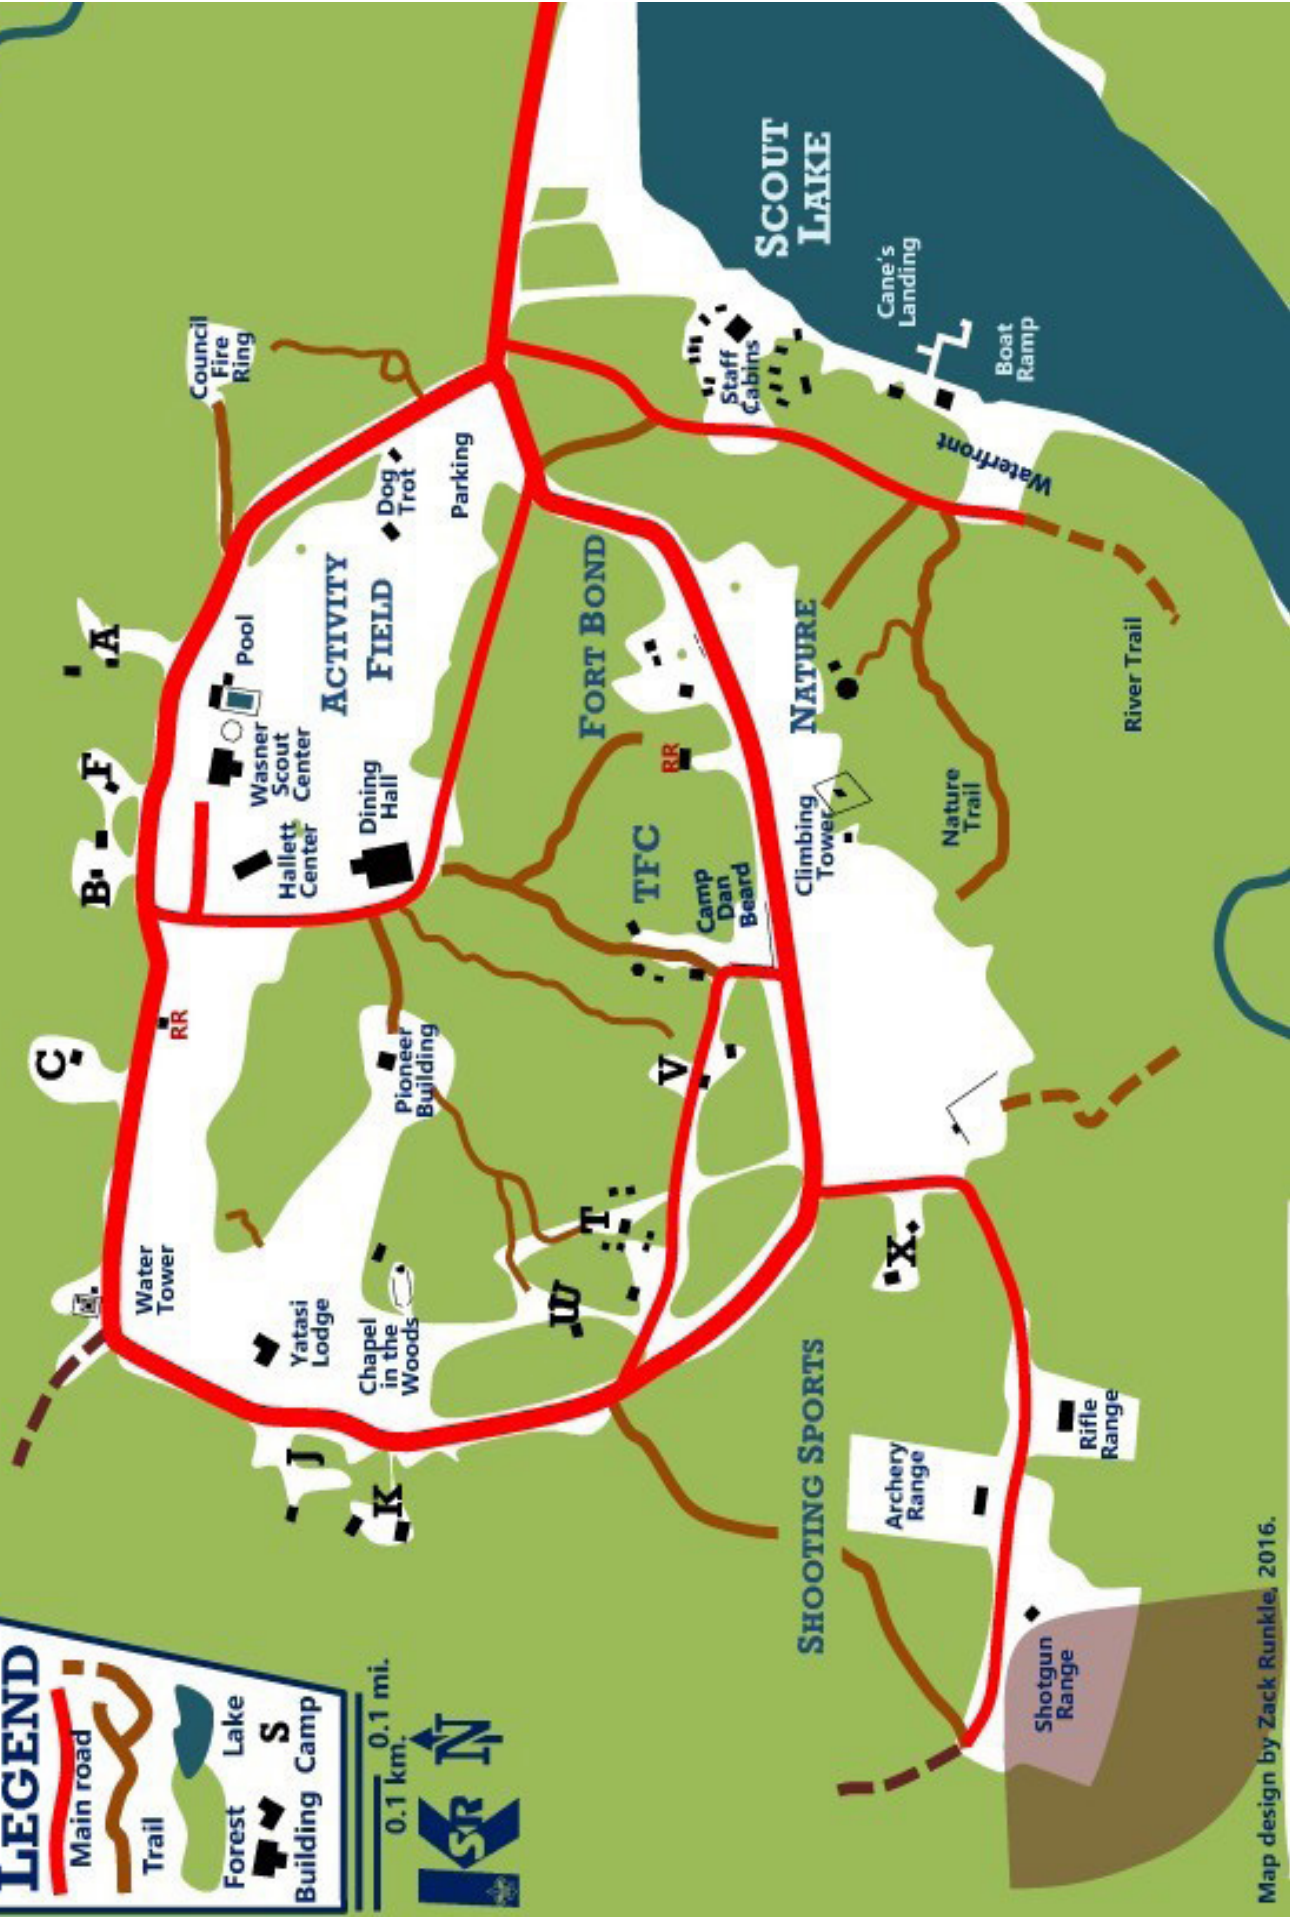 LEGEND
Main road
Trail
Forest
Lake
Building
Camp
S
0.1 mi.
0.1 km.
KSR
N
C
B
F
A
Council
Fire
Ring
Water
Tower
RR
Pool
Wasner
Scout
Center
Hallett
Center
Activity
Field
Dog
Trot
Dining
Hall
Parking
J
K
Yatasi
Lodge
Chapel
in the
Woods
Pioneer
Building
U
T
V
TFC
Camp
Dan
Beard
Fort Bond
RR
Staff
Cabins
Scout
Lake
Cane's
Landing
Boat
Ramp
Waterfront
Nature
Climbing
Tower
Nature
Trail
River Trail
X
Shooting Sports
Archery
Range
Rifle
Range
Shotgun
Range
Map design by Zack Runkle, 2016.